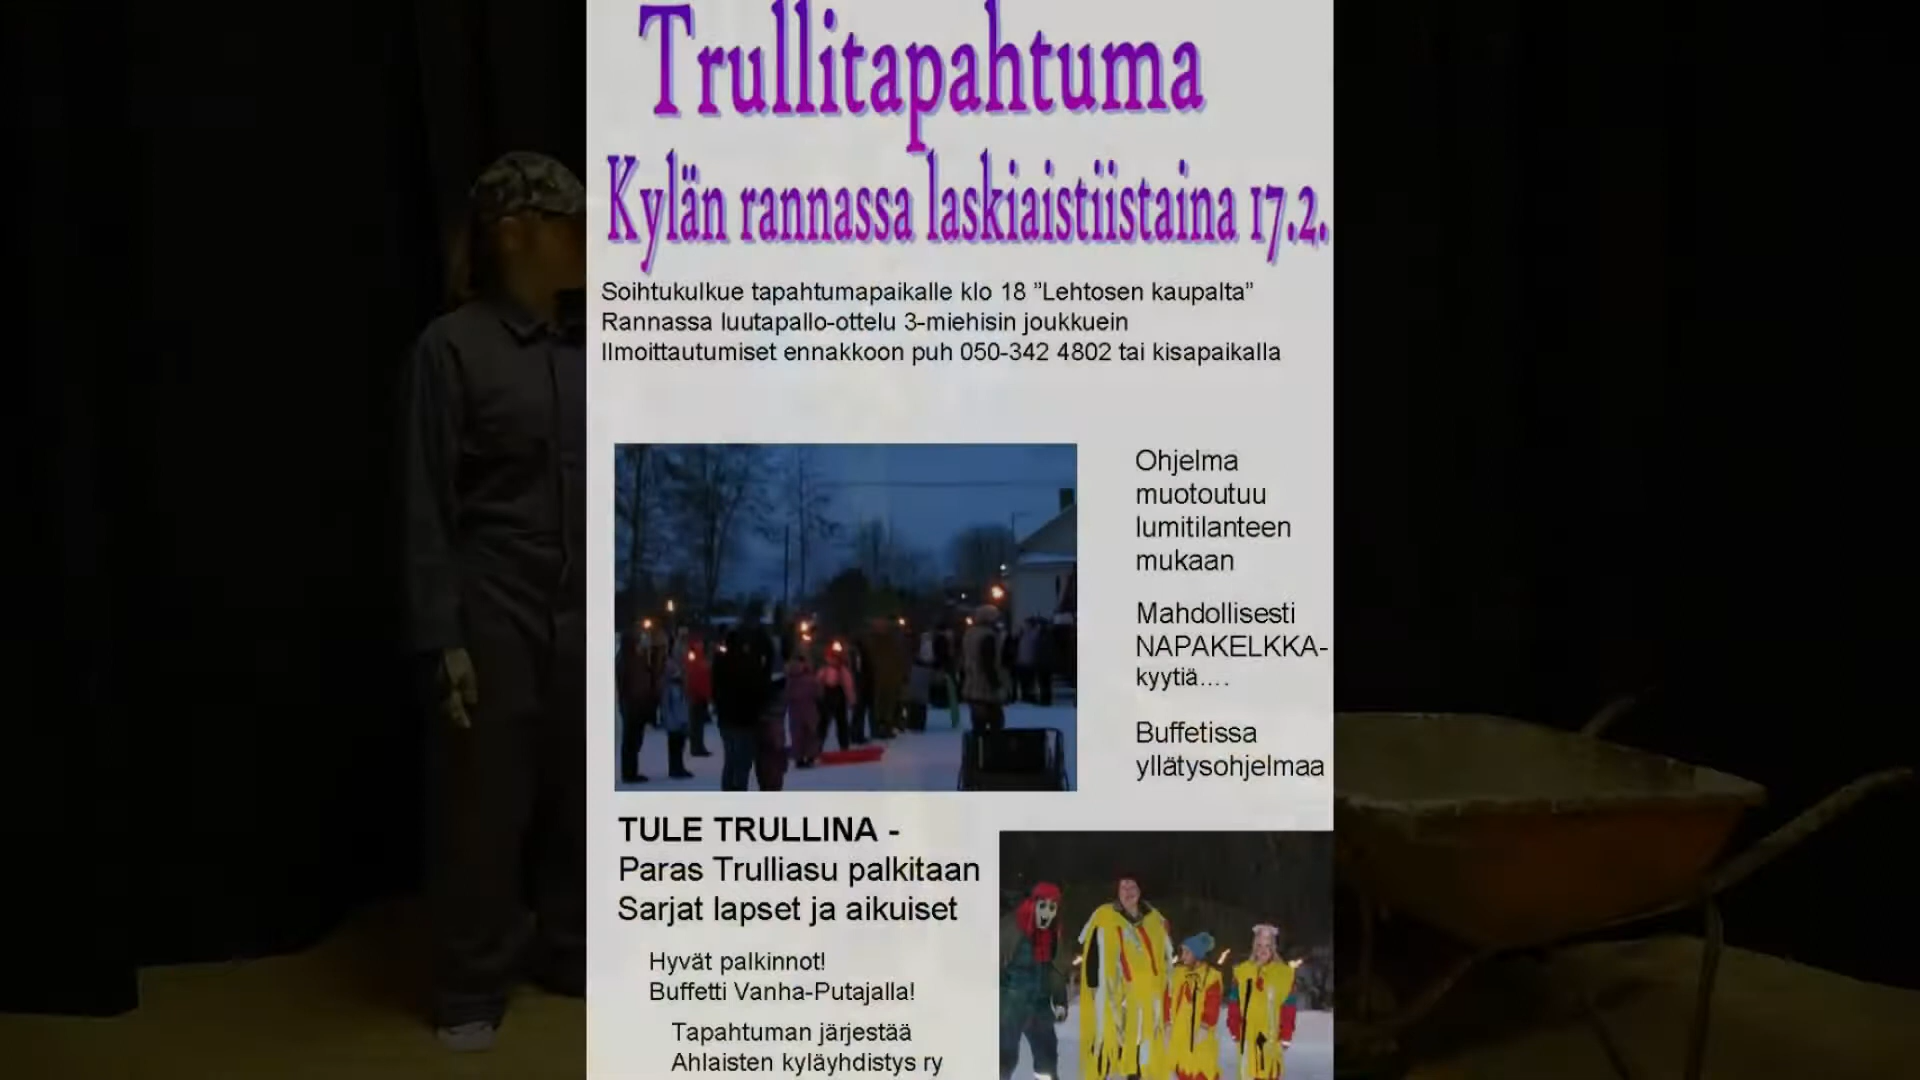 Trullitapahtuma
Kylän rannassa laskiaistiistaina 17.2.
Soihtukulkue tapahtumapaikalle klo 18 ”Lehtosen kaupalta”
Rannassa luutapallo-ottelu 3-miehisin joukkuein
Ilmoittautumiset ennakkoon puh 050-342 4802 tai kisapaikalla
Ohjelma
muotoutuu
lumitilanteen
mukaan
Mahdollisesti
NAPAKELKKA-
kyytiä....
Buffetissa
yllätysohjelmaa
TULE TRULLINA -
Paras Trulliasu palkitaan
Sarjat lapset ja aikuiset
Hyvät palkinnot!
Buffetti Vanha-Putajalla!
Tapahtuman järjestää
Ahlaisten kyläyhdistys ry